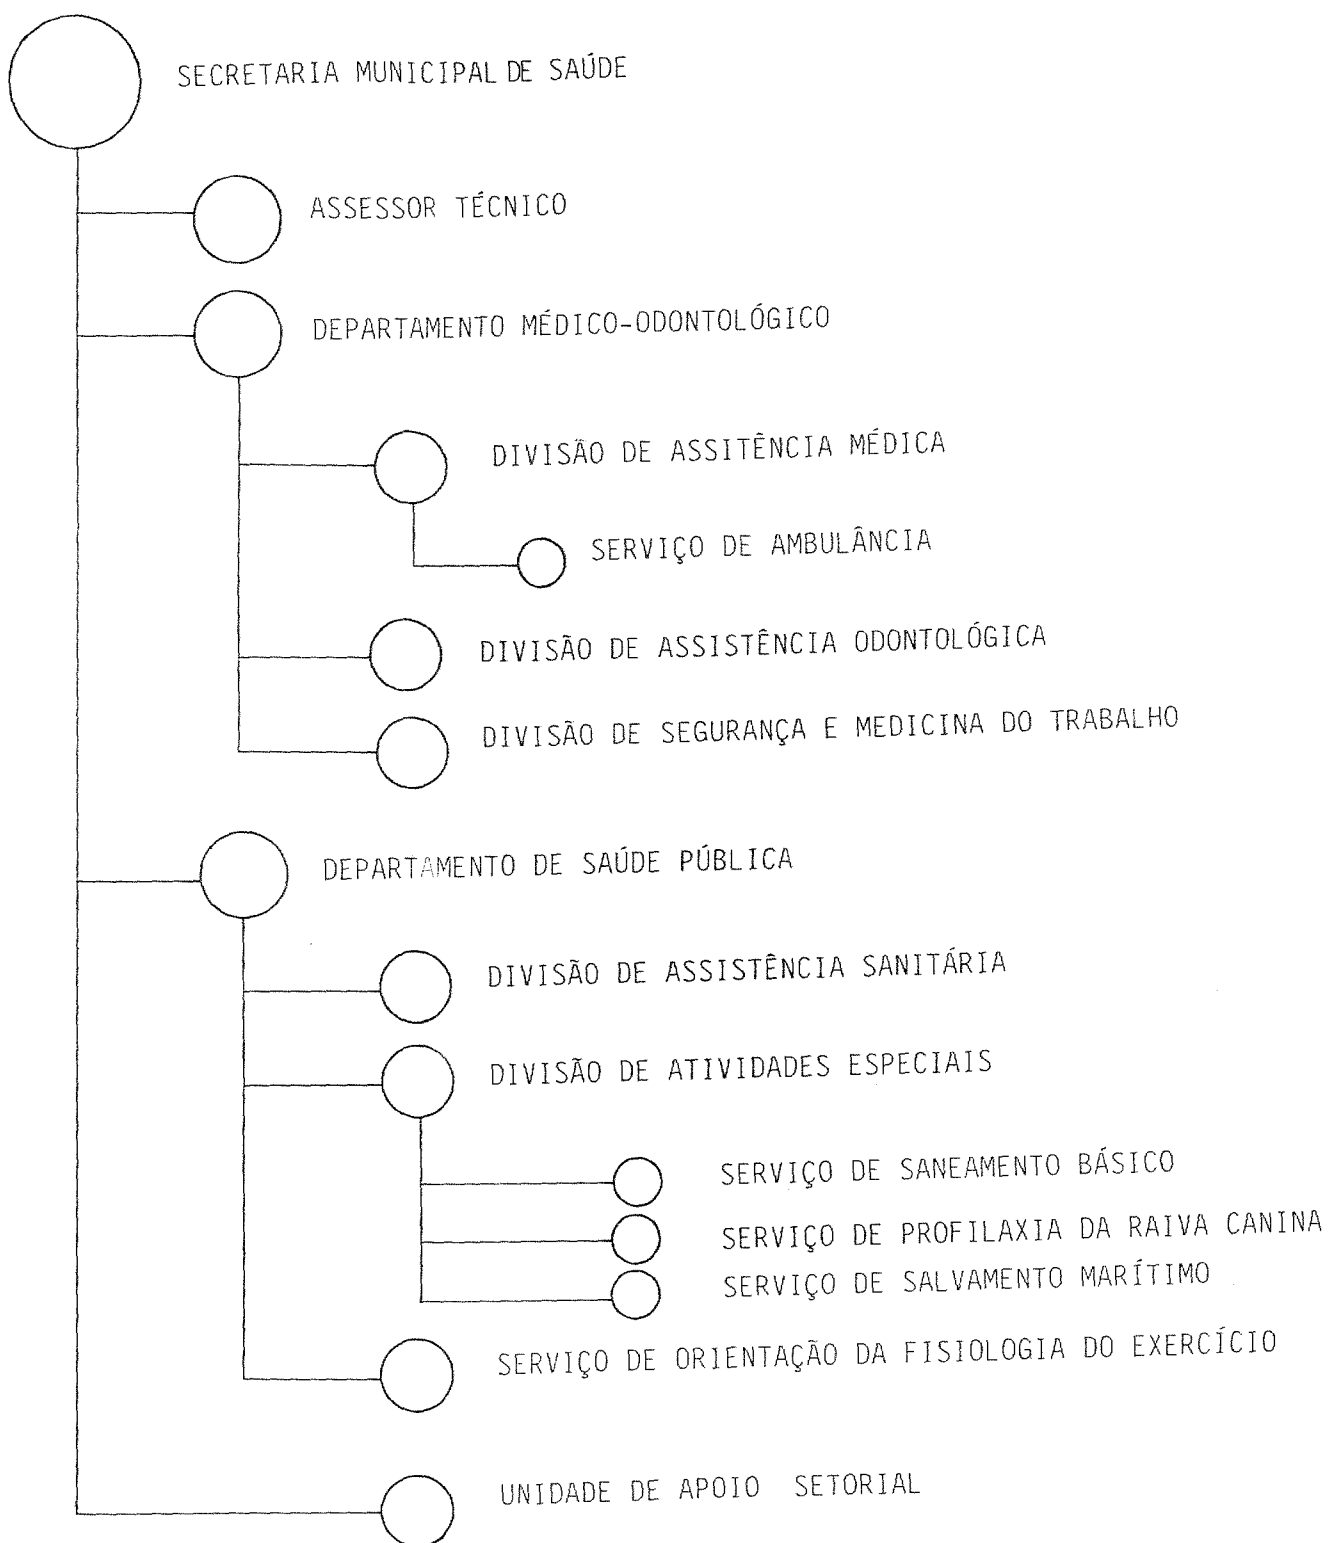 SECRETARIA MUNICIPAL DE SAÚDE
ASSESSOR TÉCNICO
DEPARTAMENTO MÉDICO-ODONTOLÓGICO
DIVISÃO DE ASSITÊNCIA MÉDICA
SERVIÇO DE AMBULÂNCIA
DIVISÃO DE ASSISTÊNCIA ODONTOLÓGICA
DIVISÃO DE SEGURANÇA E MEDICINA DO TRABALHO
DEPARTAMENTO DE SAÚDE PÚBLICA
DIVISÃO DE ASSISTÊNCIA SANITÁRIA
DIVISÃO DE ATIVIDADES ESPECIAIS
SERVIÇO DE SANEAMENTO BÁSICO
SERVIÇO DE PROFILAXIA DA RAIVA CANINA
SERVIÇO DE SALVAMENTO MARÍTIMO
SERVIÇO DE ORIENTAÇÃO DA FISIOLOGIA DO EXERCÍCIO
UNIDADE DE APOIO SETORIAL